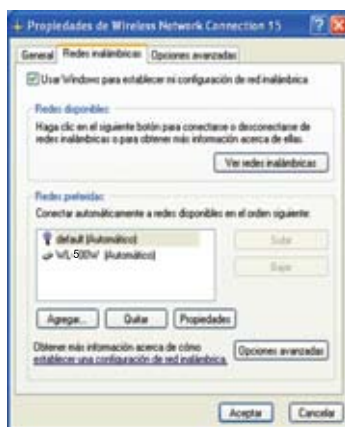 Propiedades de Wireless Network Connection 15
General Redes inalámbricas Opciones avanzadas
Usar Windows para establecer mi configuración de red inalámbrica
Redes disponibles:
Haga clic en el siguiente botón para conectarse o desconectarse de
redes inalámbricas o para obtener más información acerca de ellas.
Ver redes inalámbricas
Redes preferidas:
Conectar automáticamente a redes disponibles en el orden siguiente:
default (Automático)
WL-500W (Automático)
Subir
Bajar
Agregar... Quitar Propiedades
Obtener más información acerca de cómo
establecer una configuración de red inalámbrica.
Opciones avanzadas
Aceptar Cancelar